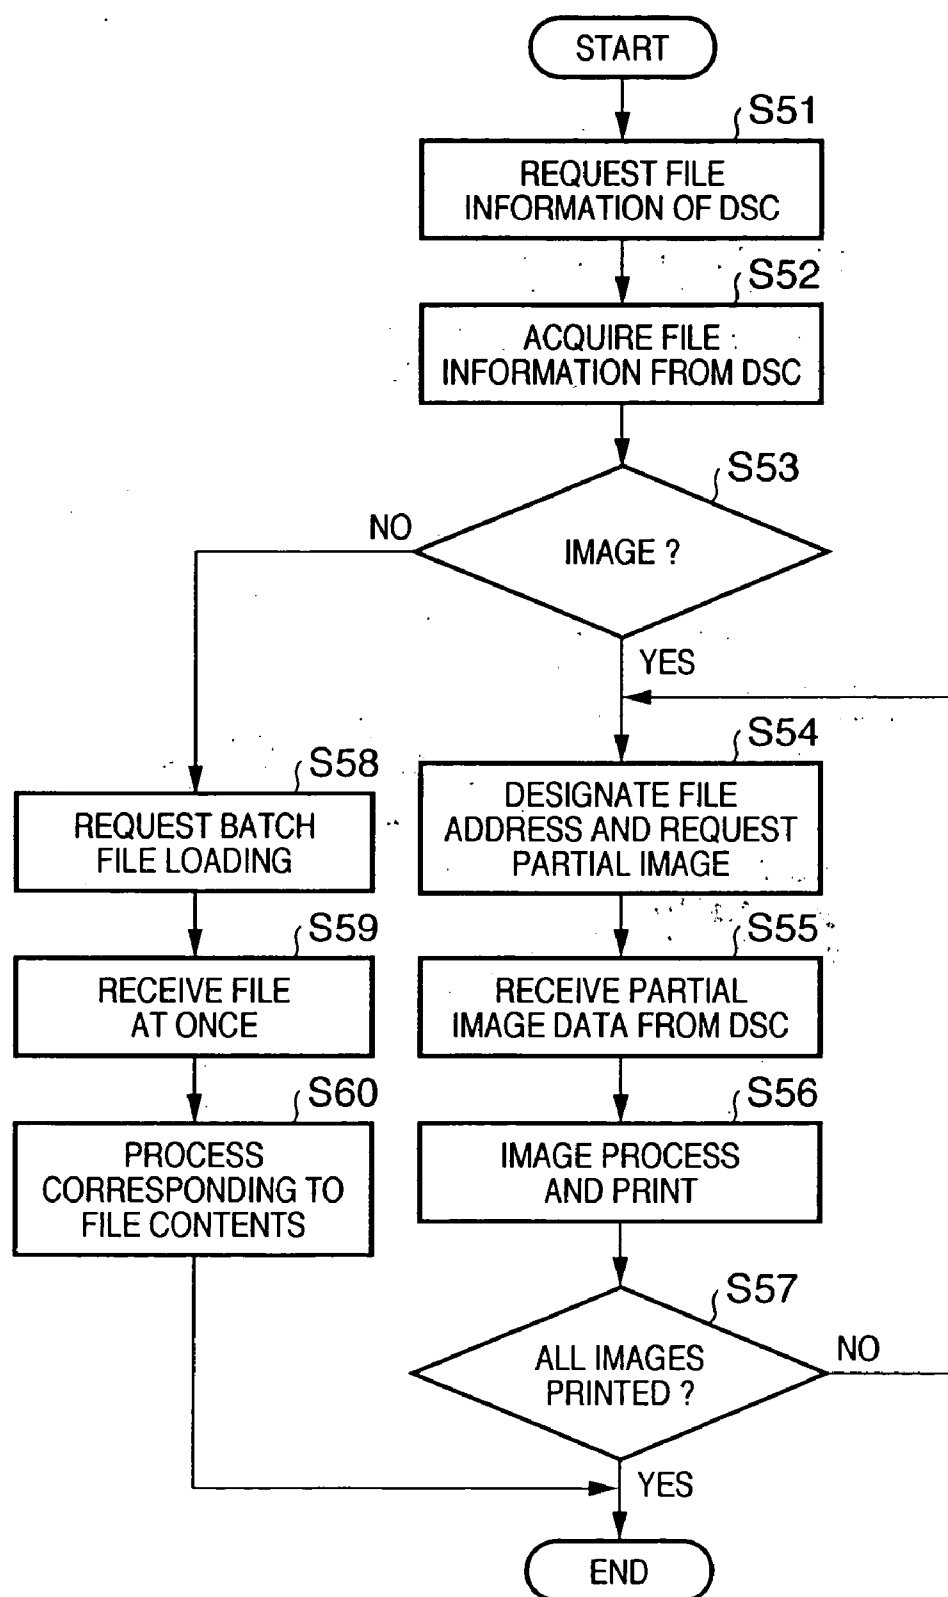 START
S51
REQUEST FILE
INFORMATION OF DSC
S52
ACQUIRE FILE
INFORMATION FROM DSC
S53
IMAGE ?
NO
YES
S54
DESIGNATE FILE
ADDRESS AND REQUEST
PARTIAL IMAGE
S55
RECEIVE PARTIAL
IMAGE DATA FROM DSC
S56
IMAGE PROCESS
AND PRINT
S57
ALL IMAGES
PRINTED ?
NO
YES
S58
REQUEST BATCH
FILE LOADING
S59
RECEIVE FILE
AT ONCE
S60
PROCESS
CORRESPONDING TO
FILE CONTENTS
END